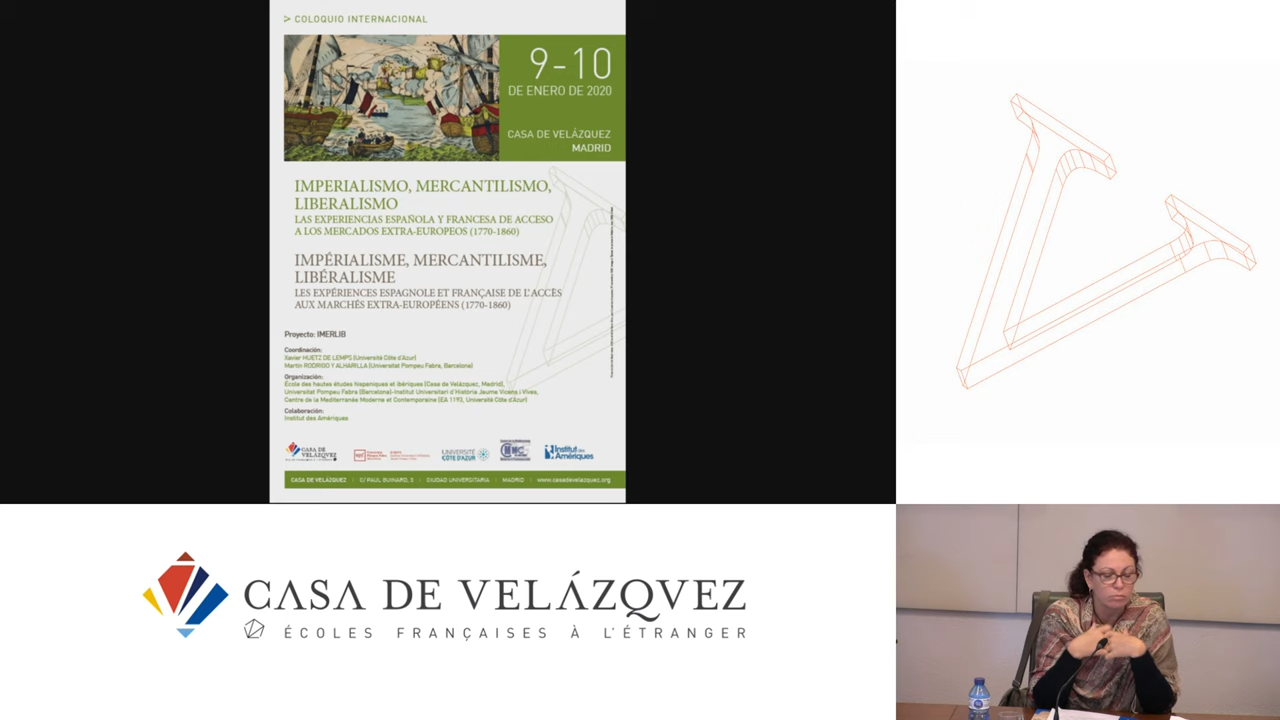 > COLOQUIO INTERNACIONAL
9-10
DE ENERO DE 2020
CASA DE VELÁZQUEZ
MADRID
IMPERIALISMO, MERCANTILISMO,
LIBERALISMO
LAS EXPERIENCIAS ESPAÑOLA Y FRANCESA DE ACCESO
A LOS MERCADOS EXTRA-EUROPEOS (1770-1860)
IMPÉRIALISME, MERCANTILISME,
LIBÉRALISME
LES EXPÉRIENCES ESPAGNOLE ET FRANÇAISE DE L'ACCÈS
AUX MARCHÉS EXTRA-EUROPÉENS (1770-1860)
Proyecto: IMERLIB
Coordinación:
Xavier HUETZ DE LEMPS (Université Côte d'Azur)
Martín RODRIGO Y ALHARILLA (Universitat Pompeu Fabra, Barcelona)
Organización:
École des hautes études hispaniques et ibériques (Casa de Velázquez, Madrid),
Universitat Pompeu Fabra (Barcelona)-Institut Universitari d'Història Jaume Vicens i Vives,
Centre de la Méditerranée Moderne et Contemporaine (EA 1193, Université Côte d'Azur)
Colaboración:
Institut des Amériques
CASA DE
VELÁZQUEZ
UNIVERSITÉ
CÔTE D'AZUR
Institut des
Amériques
CASA DE VELÁZQUEZ | C/ PAUL GUINARD, 3 | CIUDAD UNIVERSITARIA | MADRID | www.casadevelazquez.org
CASA DE VELÁZQVEZ
ÉCOLES FRANÇAISES À L'ÉTRANGER